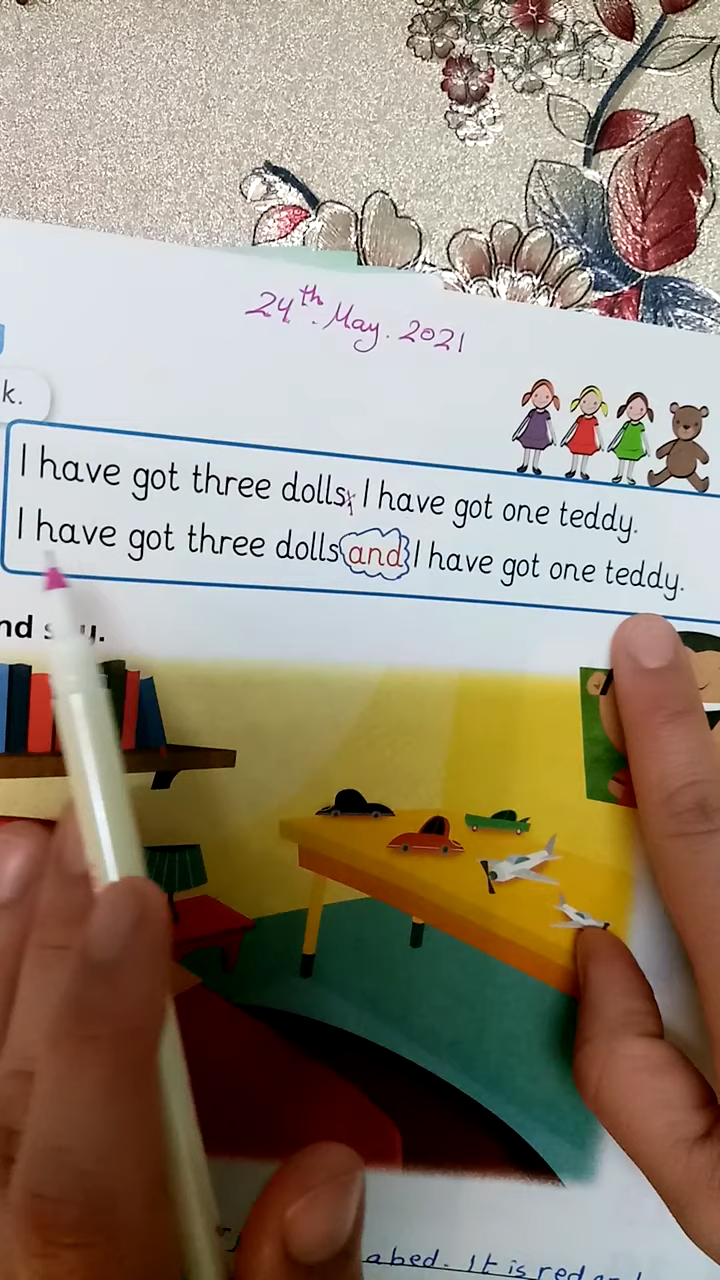 24th. May. 2021
k.
I have got three dolls. I have got one teddy.
I have got three dolls and I have got one teddy.
nd say.
a bed. It is red